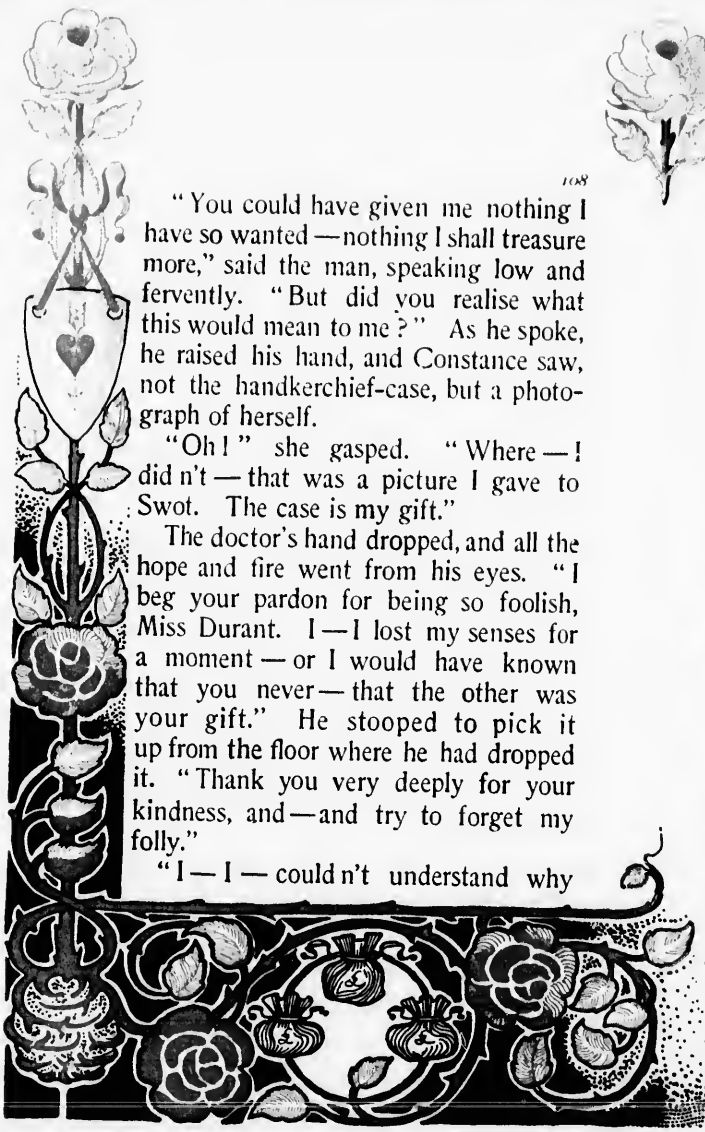 108
"You could have given me nothing I
have so wanted — nothing I shall treasure
more," said the man, speaking low and
fervently. "But did you realise what
this would mean to me?" As he spoke,
he raised his hand, and Constance saw,
not the handkerchief-case, but a photo-
graph of herself.
"Oh!" she gasped. "Where — I
did n't — that was a picture I gave to
Swot. The case is my gift."
The doctor's hand dropped, and all the
hope and fire went from his eyes. "I
beg your pardon for being so foolish,
Miss Durant. I — I lost my senses for
a moment — or I would have known
that you never — that the other was
your gift." He stooped to pick it
up from the floor where he had dropped
it. "Thank you very deeply for your
kindness, and — and try to forget my
folly."
"I — I — could n't understand why
£
£
£